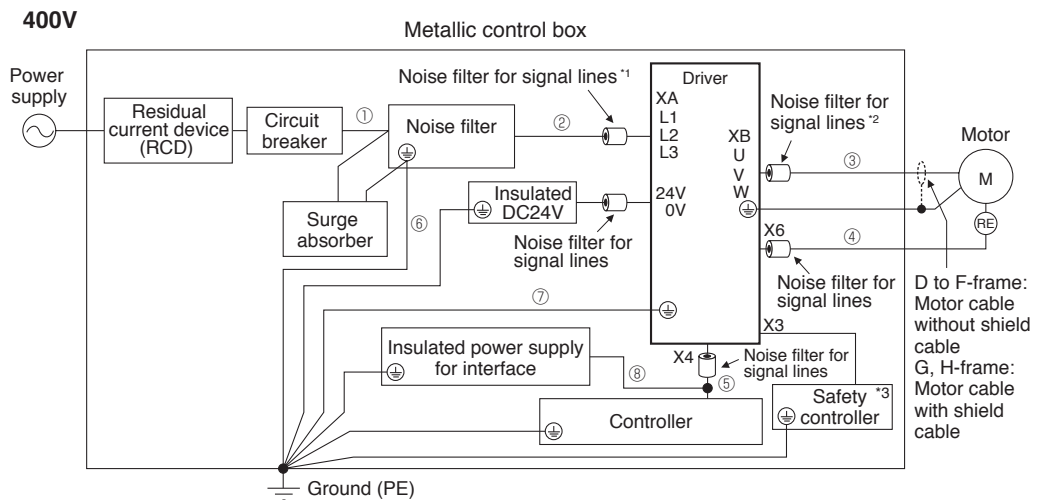 400V
Metallic control box
Power
supply
Residual
current device
(RCD)
Circuit
breaker
①
Noise filter
②
Noise filter for signal lines *1
Driver
XA
L1
L2
L3
24V
0V
XB
U
V
W
Noise filter for
signal lines *2
③
Motor
M
RE
Surge
absorber
⑥
Insulated
DC24V
Noise filter for
signal lines
X6
④
Noise filter for
signal lines
D to F-frame:
Motor cable
without shield
cable
G, H-frame:
Motor cable
with shield
cable
⑦
X3
Insulated power supply
for interface
⑧
X4
Noise filter for
signal lines
⑤
Controller
Safety *3
controller
Ground (PE)